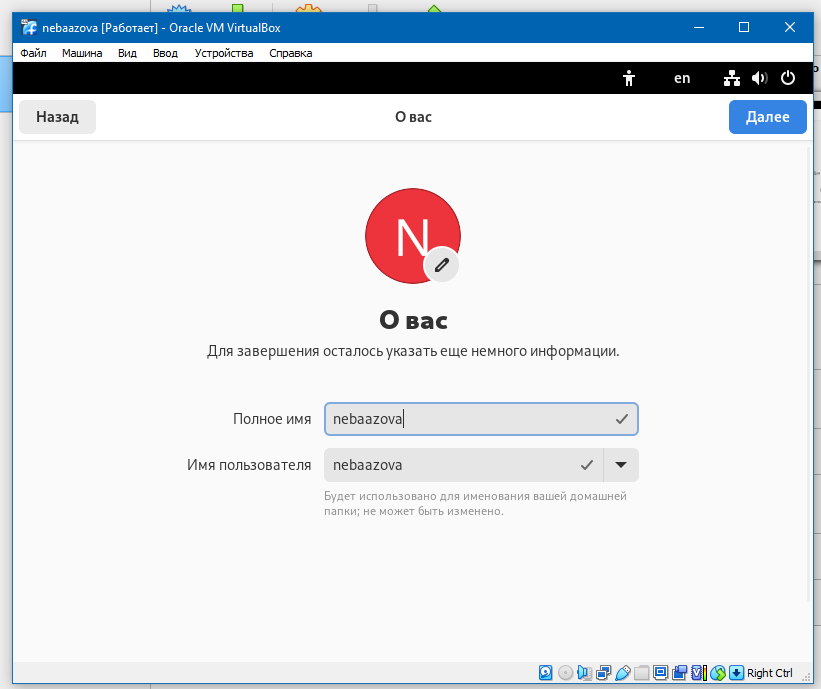 nebaazova [Работает] - Oracle VM VirtualBox
Файл Машина Вид Ввод Устройства Справка
en
Назад О вас Далее
N
О вас
Для завершения осталось указать еще немного информации.
Полное имя nebaazova
Имя пользователя nebaazova
Будет использовано для именования вашей домашней
папки; не может быть изменено.
Right Ctrl